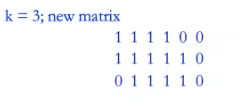 k = 3; new matrix
1 1 1 1 0 0
1 1 1 1 1 0
0 1 1 1 1 0